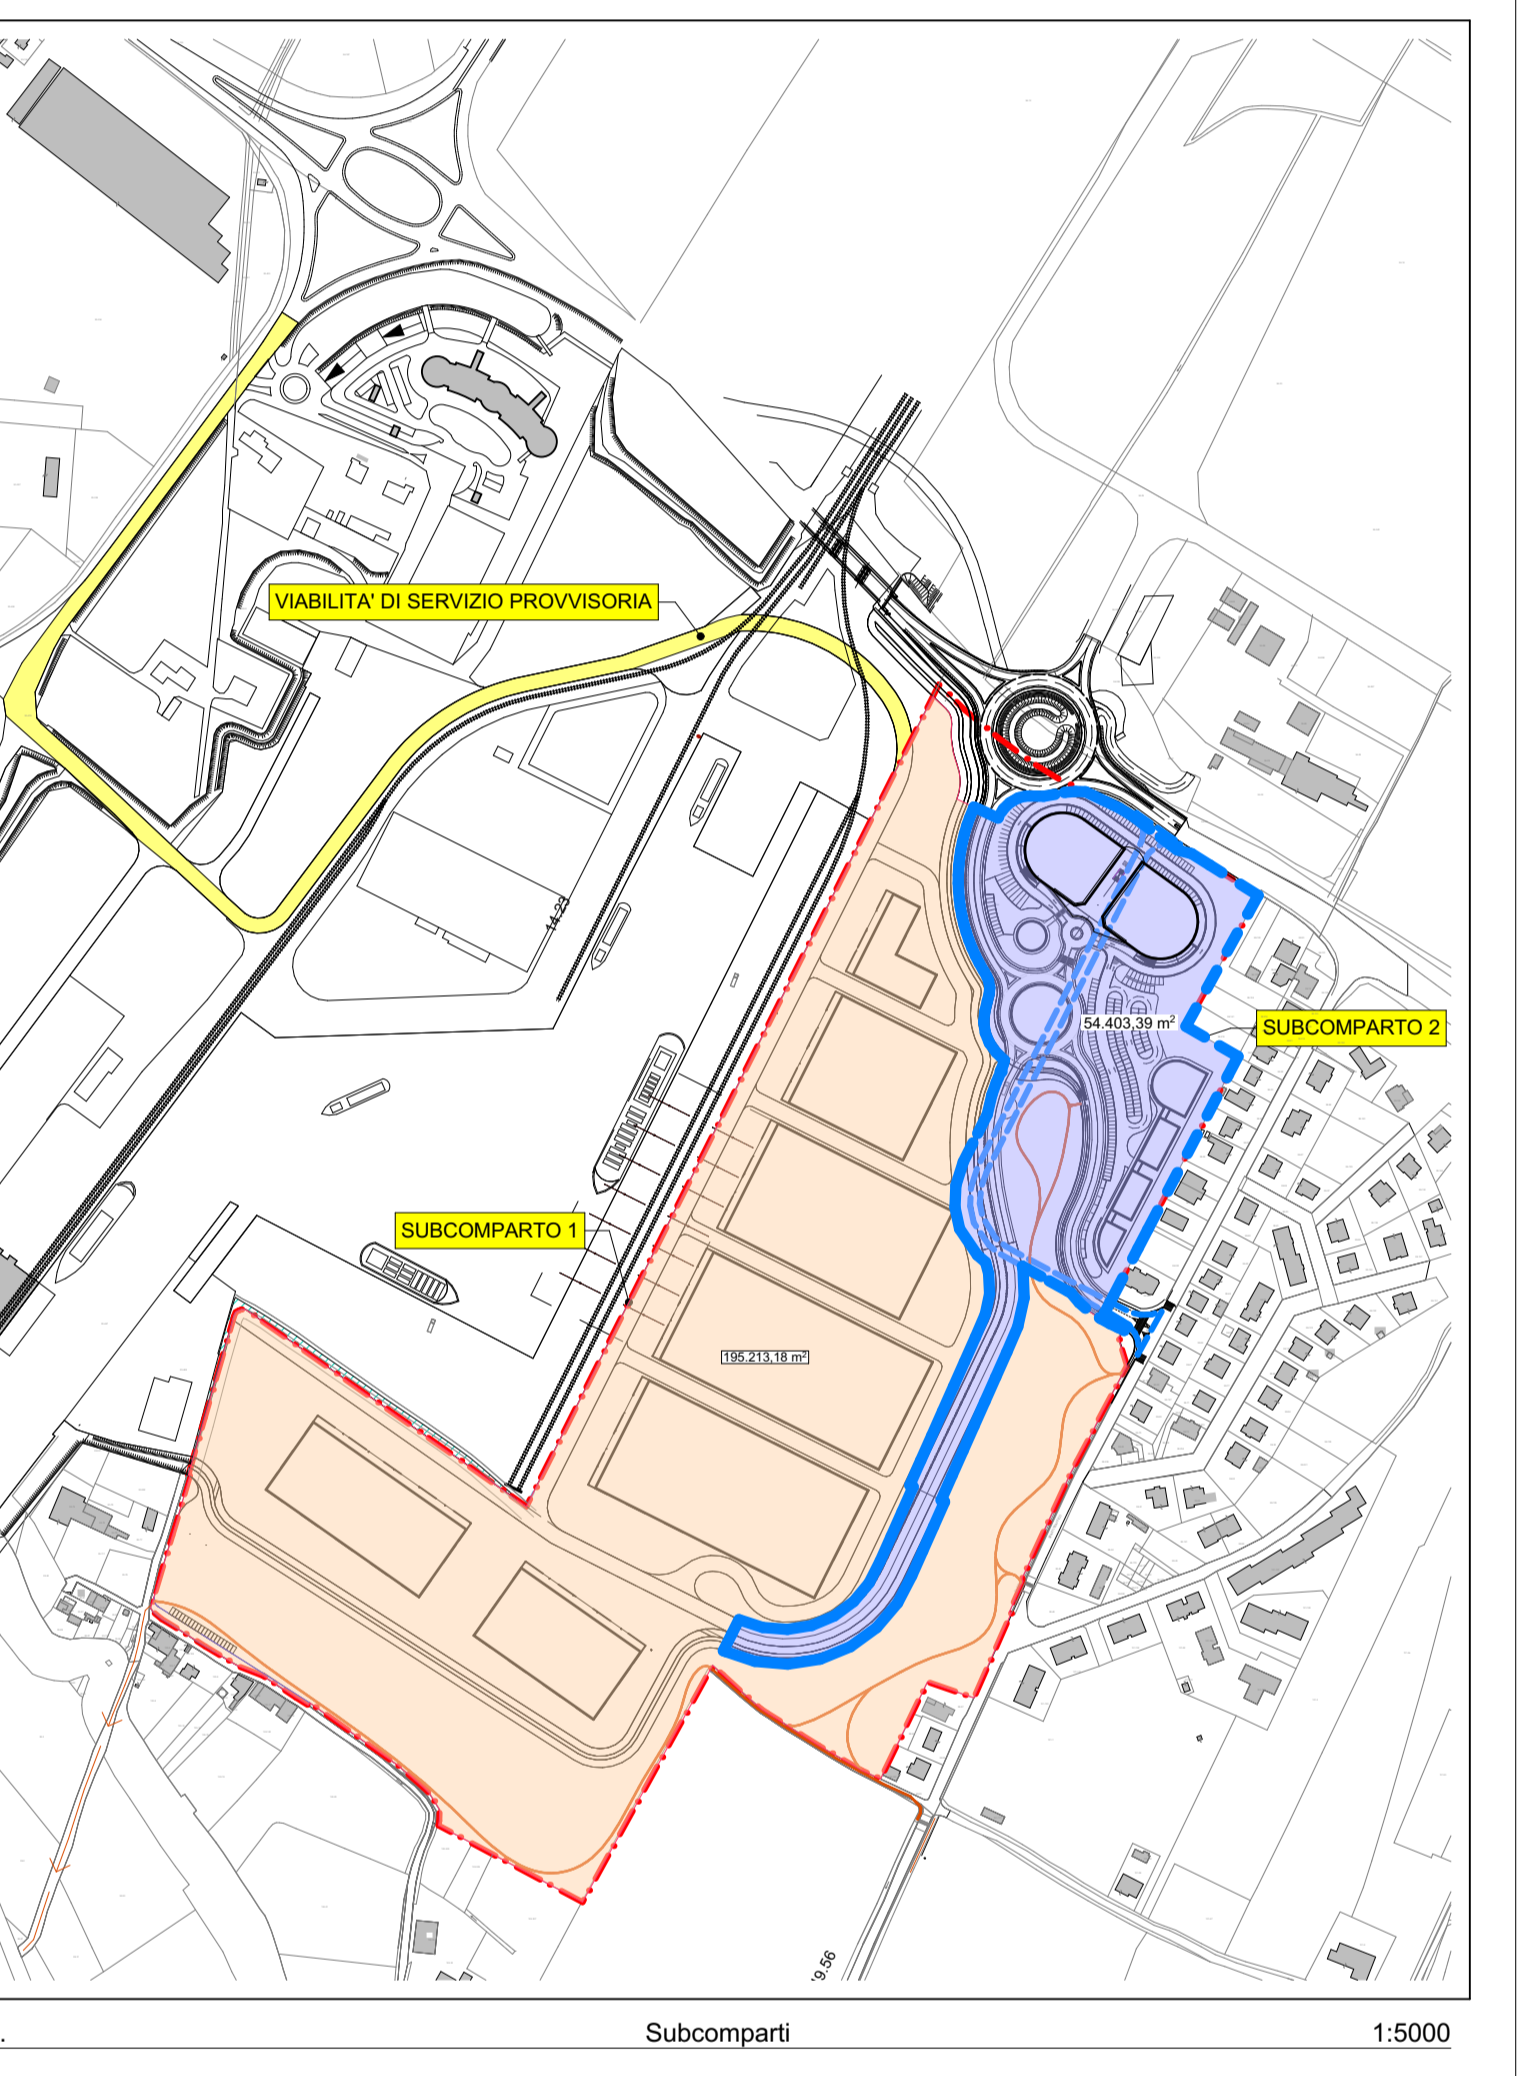 VIABILITA' DI SERVIZIO PROVVISORIA
14.23
54.403,39 m²
SUBCOMPARTO 2
SUBCOMPARTO 1
195.213,18 m²
9.56
.
Subcomparti
1:5000